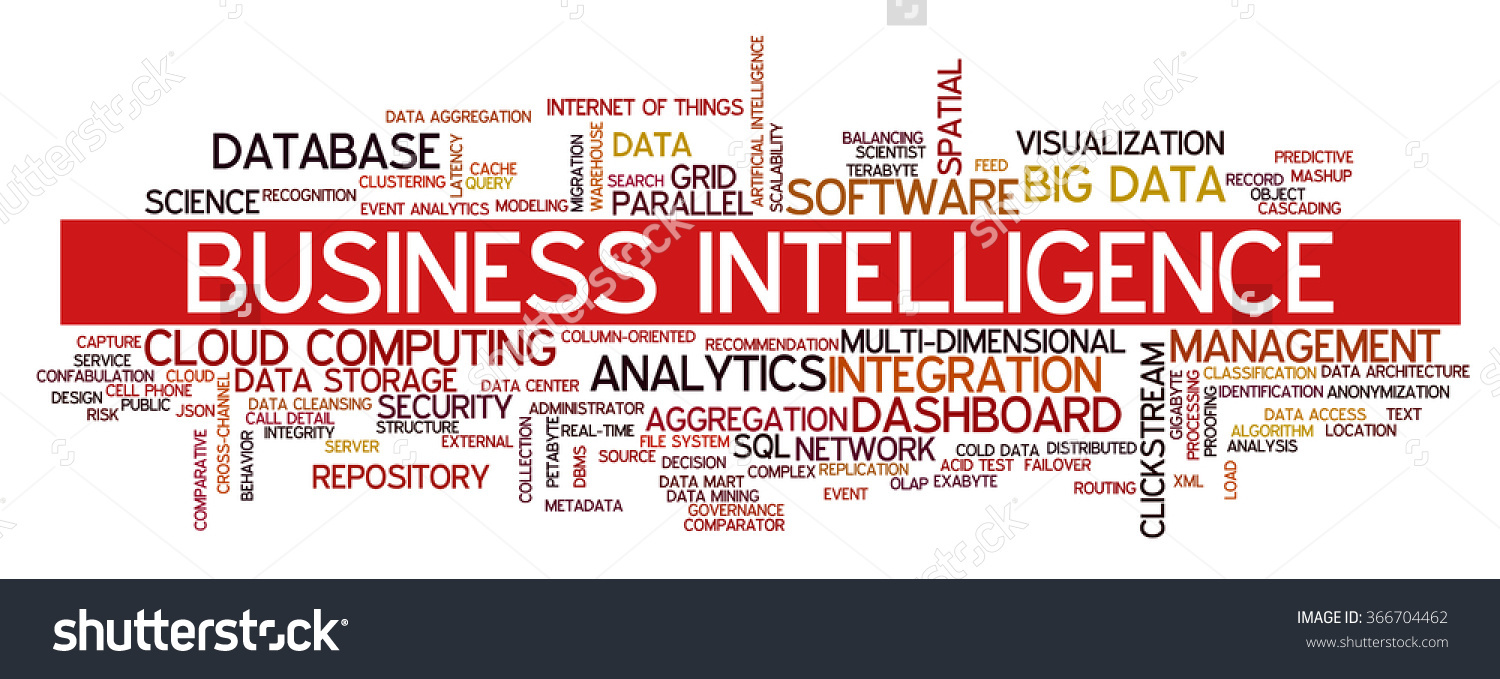 ARTIFICIAL INTELLIGENCE
SPATIAL
INTERNET OF THINGS
DATA AGGREGATION
DATABASE
LATENCY
CACHE
CLUSTERING
QUERY
SCIENCE
RECOGNITION
EVENT ANALYTICS
MODELING
MIGRATION
WAREHOUSE
DATA
SEARCH
GRID
PARALLEL
SCALABILITY
BALANCING
SCIENTIST
TERABYTE
SOFTWARE
FEED
VISUALIZATION
BIG DATA
PREDICTIVE
MASHUP
RECORD
OBJECT
CASCADING
BUSINESS INTELLIGENCE
CAPTURE
SERVICE
CONFABULATION
CLOUD
CELL PHONE
DESIGN
PUBLIC
RISK
JSON
CLOUD COMPUTING
COLUMN-ORIENTED
RECOMMENDATION
MULTI-DIMENSIONAL
MANAGEMENT
CROSS-CHANNEL
DATA STORAGE
DATA CENTER
ANALYTICS
INTEGRATION
CLICKSTREAM
GIGABYTE
PROCESSING
PROOFING
CLASSIFICATION
DATA ARCHITECTURE
IDENTIFICATION
ANONYMIZATION
DATA CLEANSING
CALL DETAIL
INTEGRITY
SECURITY
STRUCTURE
SERVER
EXTERNAL
ADMINISTRATOR
REAL-TIME
AGGREGATION
DASHBOARD
DATA ACCESS
TEXT
ALGORITHM
LOCATION
ANALYSIS
COMPARATIVE
BEHAVIOR
REPOSITORY
COLLECTION
PETABYTE
DBMS
FILE SYSTEM
SOURCE
SQL
NETWORK
DECISION
COLD DATA
DISTRIBUTED
COMPLEX
REPLICATION
ACID TEST
FAILOVER
DATA MART
OLAP
EXABYTE
DATA MINING
EVENT
ROUTING
XML
LOAD
METADATA
GOVERNANCE
COMPARATOR
shutterstock
shutterstock
shutterstock
shutterstock
shutterstock
shutterstock
shutterstock
IMAGE ID: 366704462
www.shutterstock.com